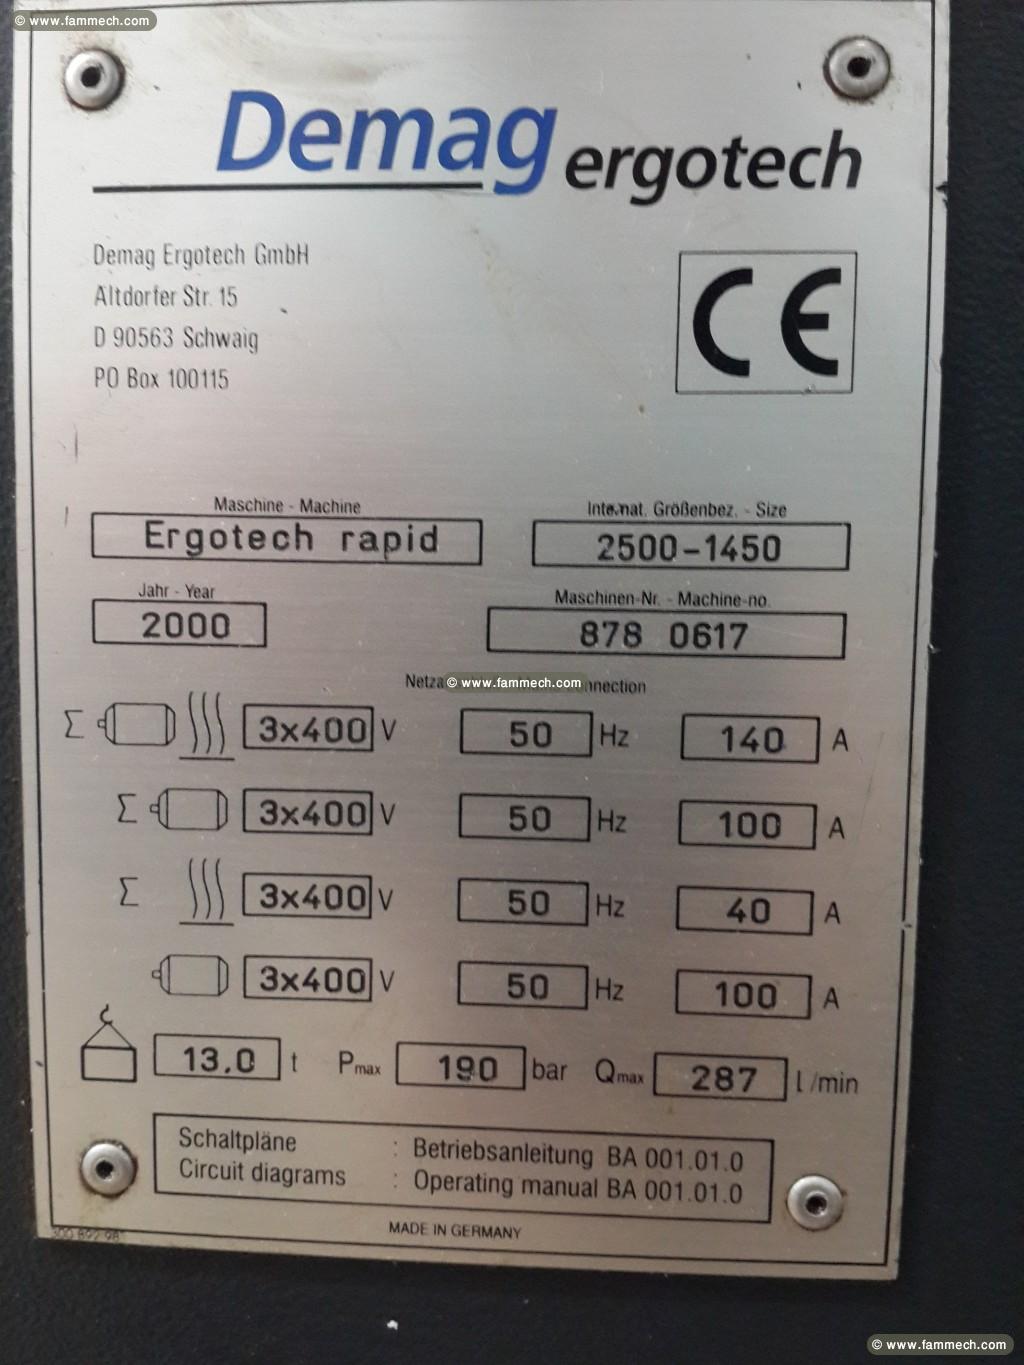 © www.fammech.com
Demag ergotech
Demag Ergotech GmbH
Altdorfer Str. 15
D 90563 Schwaig
PO Box 100115
CE
Maschine - Machine
Internat. Größenbez. - Size
Ergotech rapid
2500-1450
Jahr - Year
Maschinen-Nr. - Machine-no.
2000
878 0617
© www.fammech.com
Σ 3x400 V 50 Hz 140 A
Σ 3x400 V 50 Hz 100 A
Σ 3x400 V 50 Hz 40 A
3x400 V 50 Hz 100 A
13.0 t Pmax 190 bar Qmax 287 l/min
Schaltpläne : Betriebsanleitung BA 001.01.0
Circuit diagrams : Operating manual BA 001.01.0
MADE IN GERMANY
© www.fammech.com